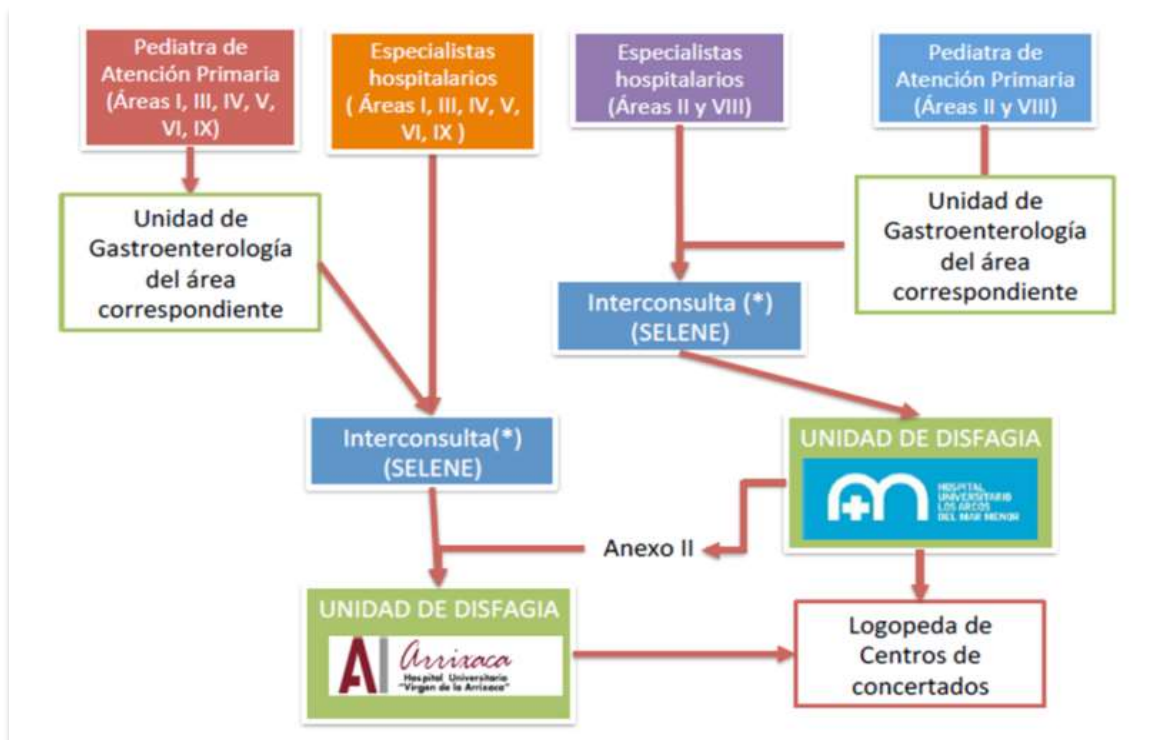 Pediatra de
Atención Primaria
(Áreas I, III, IV, V,
VI, IX)
Especialistas
hospitalarios
( Áreas I, III, IV, V,
VI, IX )
Especialistas
hospitalarios
(Áreas II y VIII)
Pediatra de
Atención Primaria
(Áreas II y VIII)
Unidad de
Gastroenterología
del área
correspondiente
Unidad de
Gastroenterología
del área
correspondiente
Interconsulta (*)
(SELENE)
Interconsulta(*)
(SELENE)
UNIDAD DE DISFAGIA
HOSPITAL
UNIVERSITARIO
LOS ARCOS
DEL MAR MENOR
Anexo II
UNIDAD DE DISFAGIA
Arrixaca
Hospital Universitario
"Virgen de la Arrixaca"
Logopeda de
Centros de
concertados